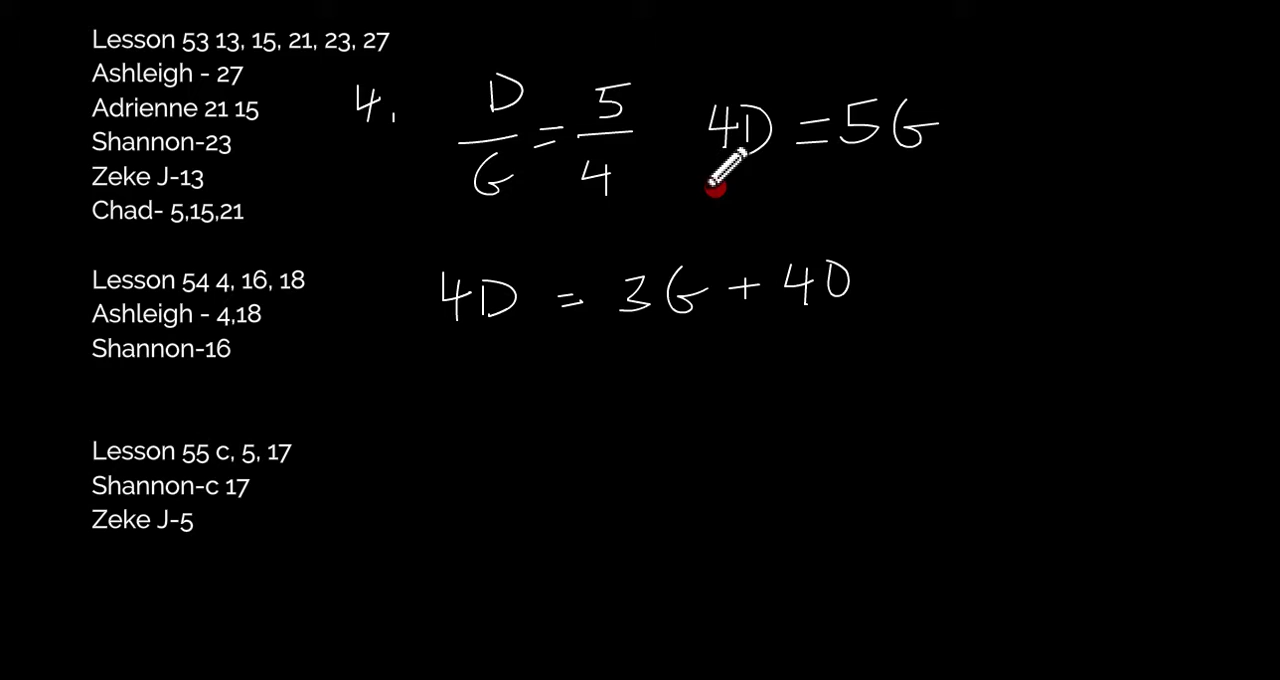 Lesson 53 13, 15, 21, 23, 27
Ashleigh - 27
Adrienne 21 15
Shannon-23
Zeke J-13
Chad- 5,15,21
Lesson 54 4, 16, 18
Ashleigh - 4,18
Shannon-16
Lesson 55 c, 5, 17
Shannon-c 17
Zeke J-5
4. D/G = 5/4 4D = 5G
4D = 3G + 40